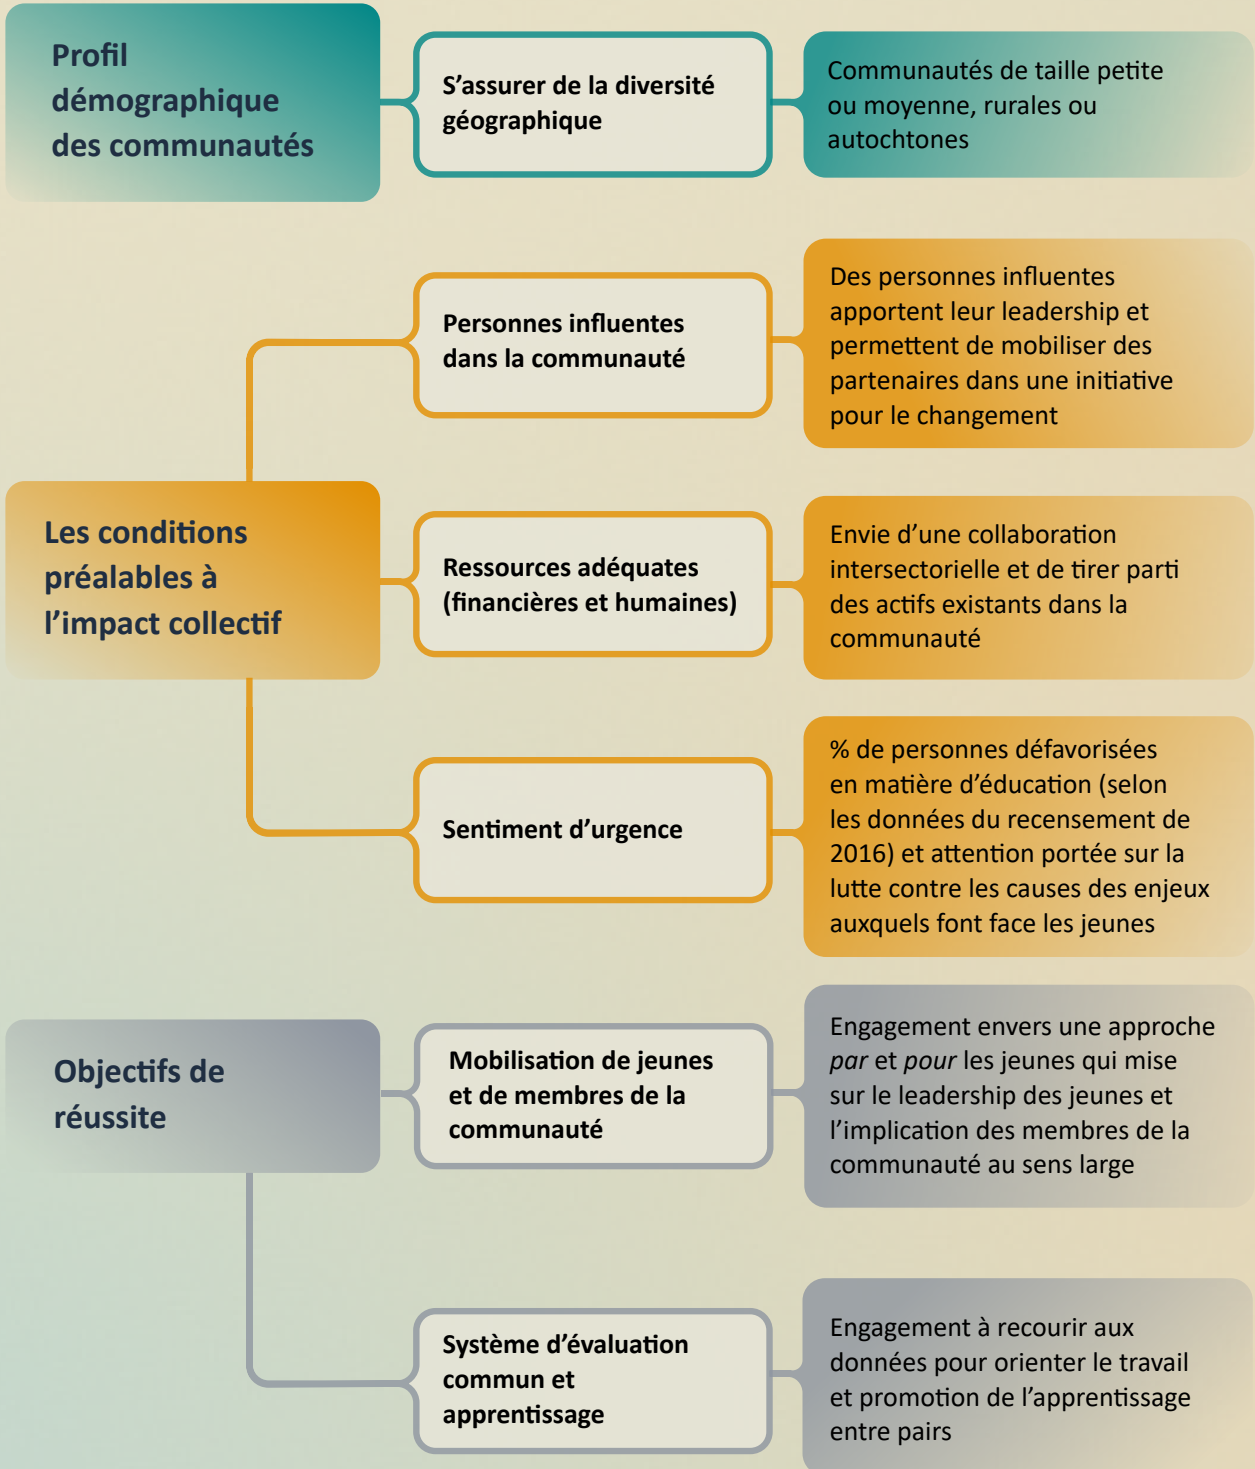 Profil
démographique
des communautés
S’assurer de la diversité
géographique
Communautés de taille petite
ou moyenne, rurales ou
autochtones
Les conditions
préalables à
l’impact collectif
Personnes influentes
dans la communauté
Des personnes influentes
apportent leur leadership et
permettent de mobiliser des
partenaires dans une initiative
pour le changement
Ressources adéquates
(financières et humaines)
Envie d’une collaboration
intersectorielle et de tirer parti
des actifs existants dans la
communauté
Sentiment d’urgence
% de personnes défavorisées
en matière d’éducation (selon
les données du recensement de
2016) et attention portée sur la
lutte contre les causes des enjeux
auxquels font face les jeunes
Objectifs de
réussite
Mobilisation de jeunes
et de membres de la
communauté
Engagement envers une approche
par et pour les jeunes qui mise
sur le leadership des jeunes et
l’implication des membres de la
communauté au sens large
Système d’évaluation
commun et
apprentissage
Engagement à recourir aux
données pour orienter le travail
et promotion de l’apprentissage
entre pairs